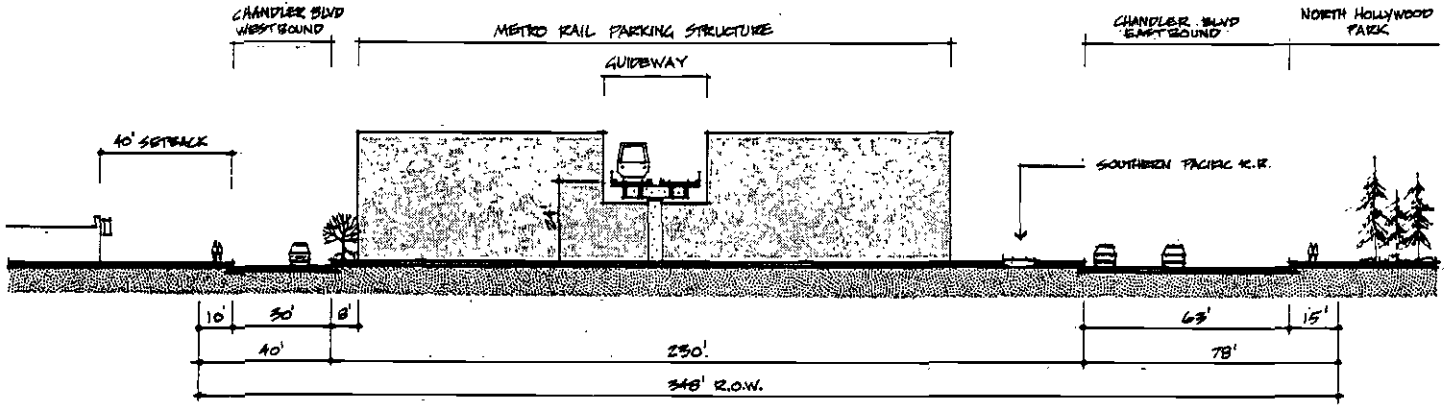 CHANDLER BLVD
WESTBOUND
METRO RAIL PARKING STRUCTURE
GUIDEWAY
CHANDLER BLVD
EASTBOUND
NORTH HOLLYWOOD
PARK
40' SETBACK
SOUTHERN PACIFIC R.R.
10'
30'
8'
63'
15'
40'
230'
78'
348' R.O.W.